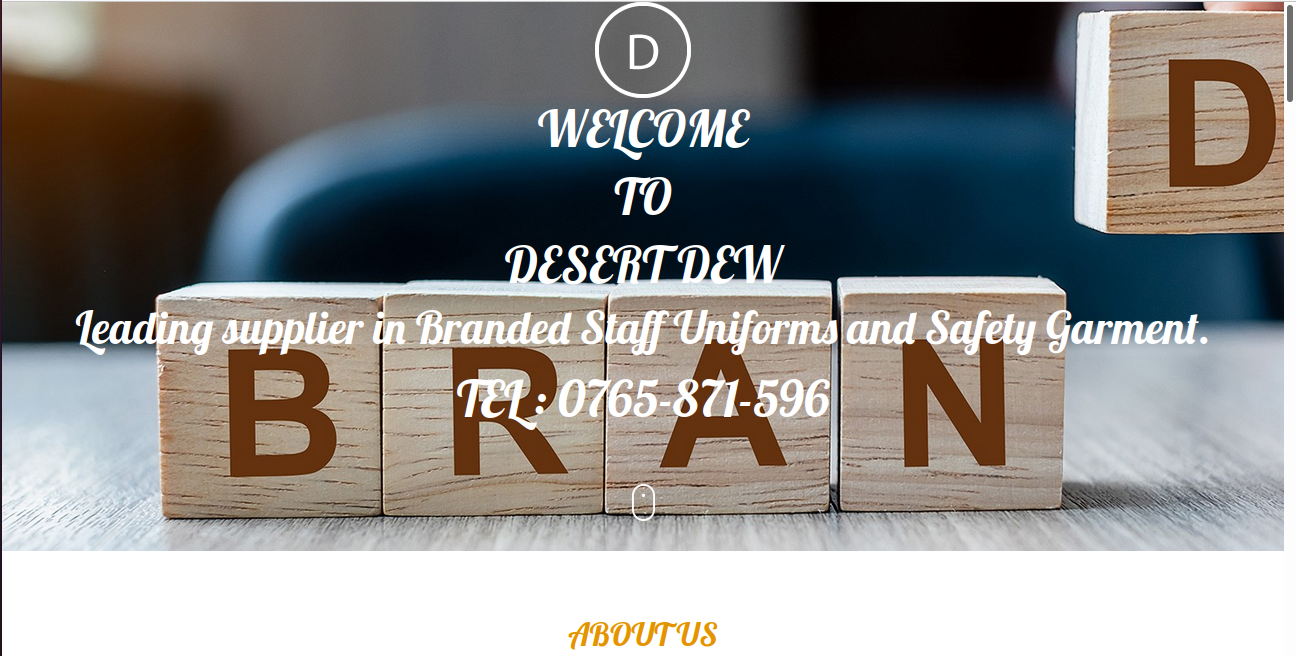 D
WELCOME
TO
DESERT DEW
Leading supplier in Branded Staff Uniforms and Safety Garment.
TEL: 0765-871-596
D
B R A N
ABOUT US